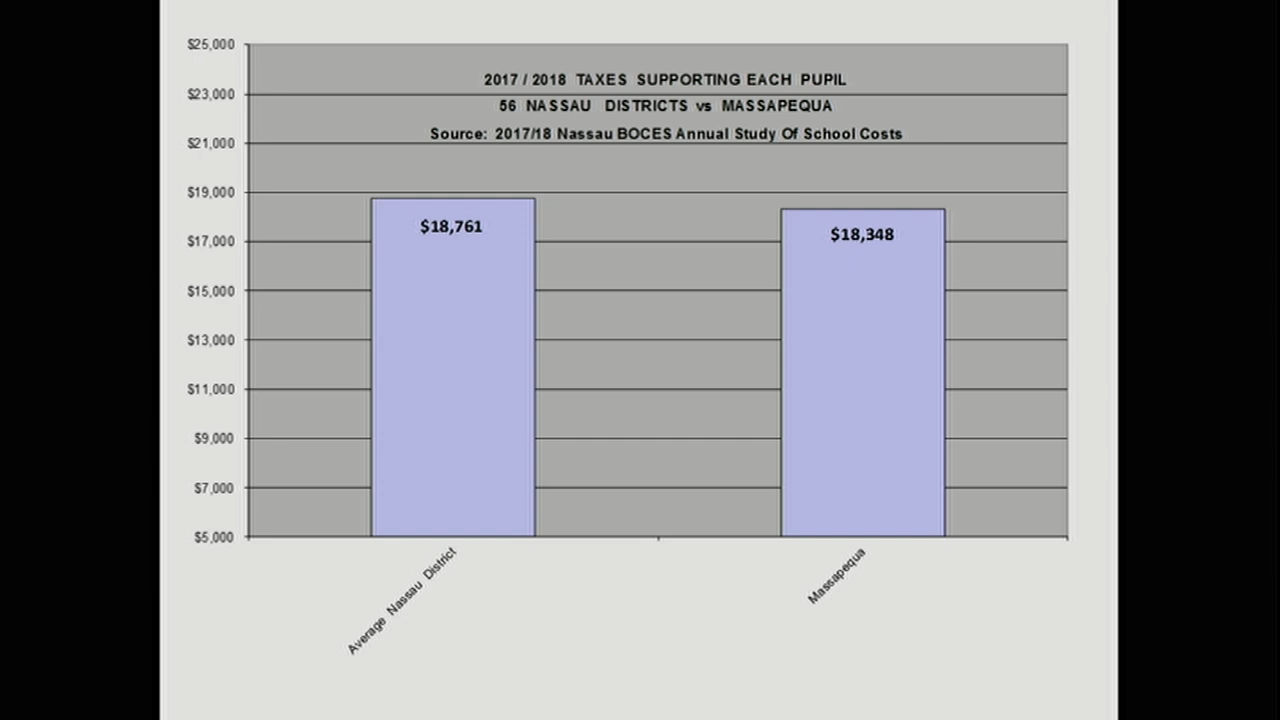 2017 / 2018 TAXES SUPPORTING EACH PUPIL
56 NASSAU DISTRICTS vs MASSAPEQUA
Source: 2017/18 Nassau BOCES Annual Study Of School Costs
$25,000
$23,000
$21,000
$19,000
$17,000
$15,000
$13,000
$11,000
$9,000
$7,000
$5,000
$18,761
$18,348
Average Nassau District
Massapequa